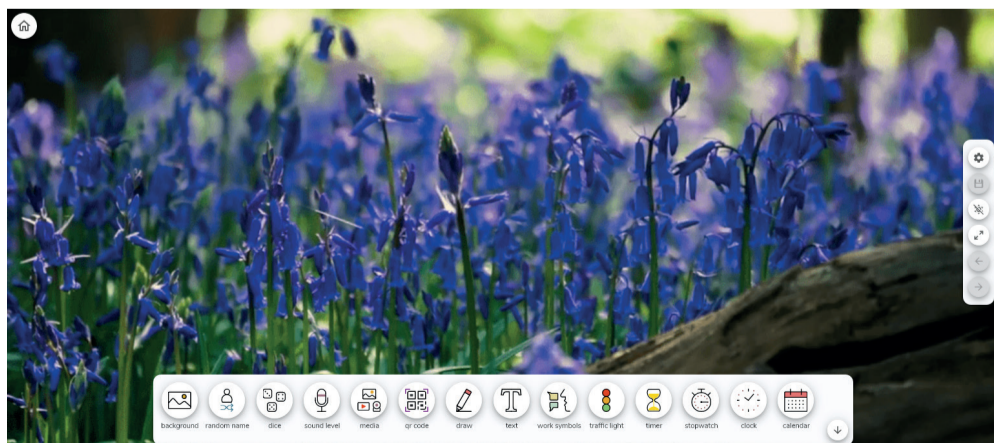 background random name dice sound level media qr code draw text work symbols traffic light timer stopwatch clock calendar